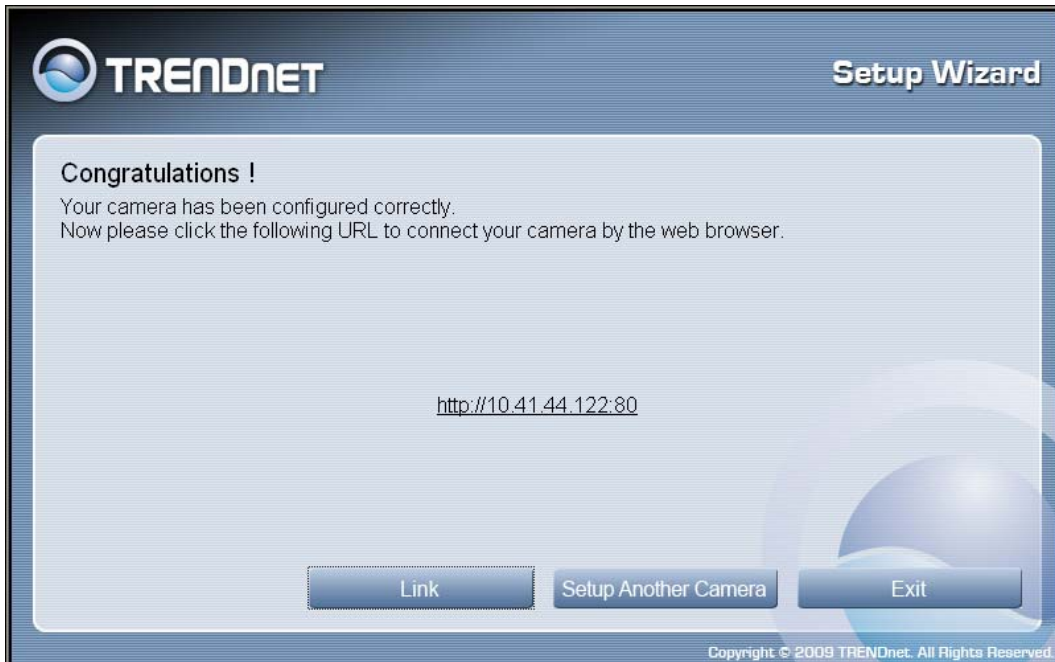 TRENDNET
Setup Wizard
Congratulations !
Your camera has been configured correctly.
Now please click the following URL to connect your camera by the web browser.
http://10.41.44.122:80
Link
Setup Another Camera
Exit
Copyright © 2009 TRENDnet. All Rights Reserved.